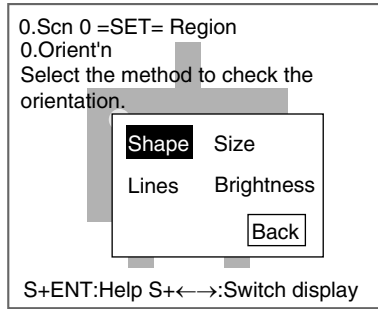 0.Scn 0 =SET= Region
0.Orient'n
Select the method to check the
orientation.
Shape Size
Lines Brightness
Back
S+ENT:Help S+←→:Switch display